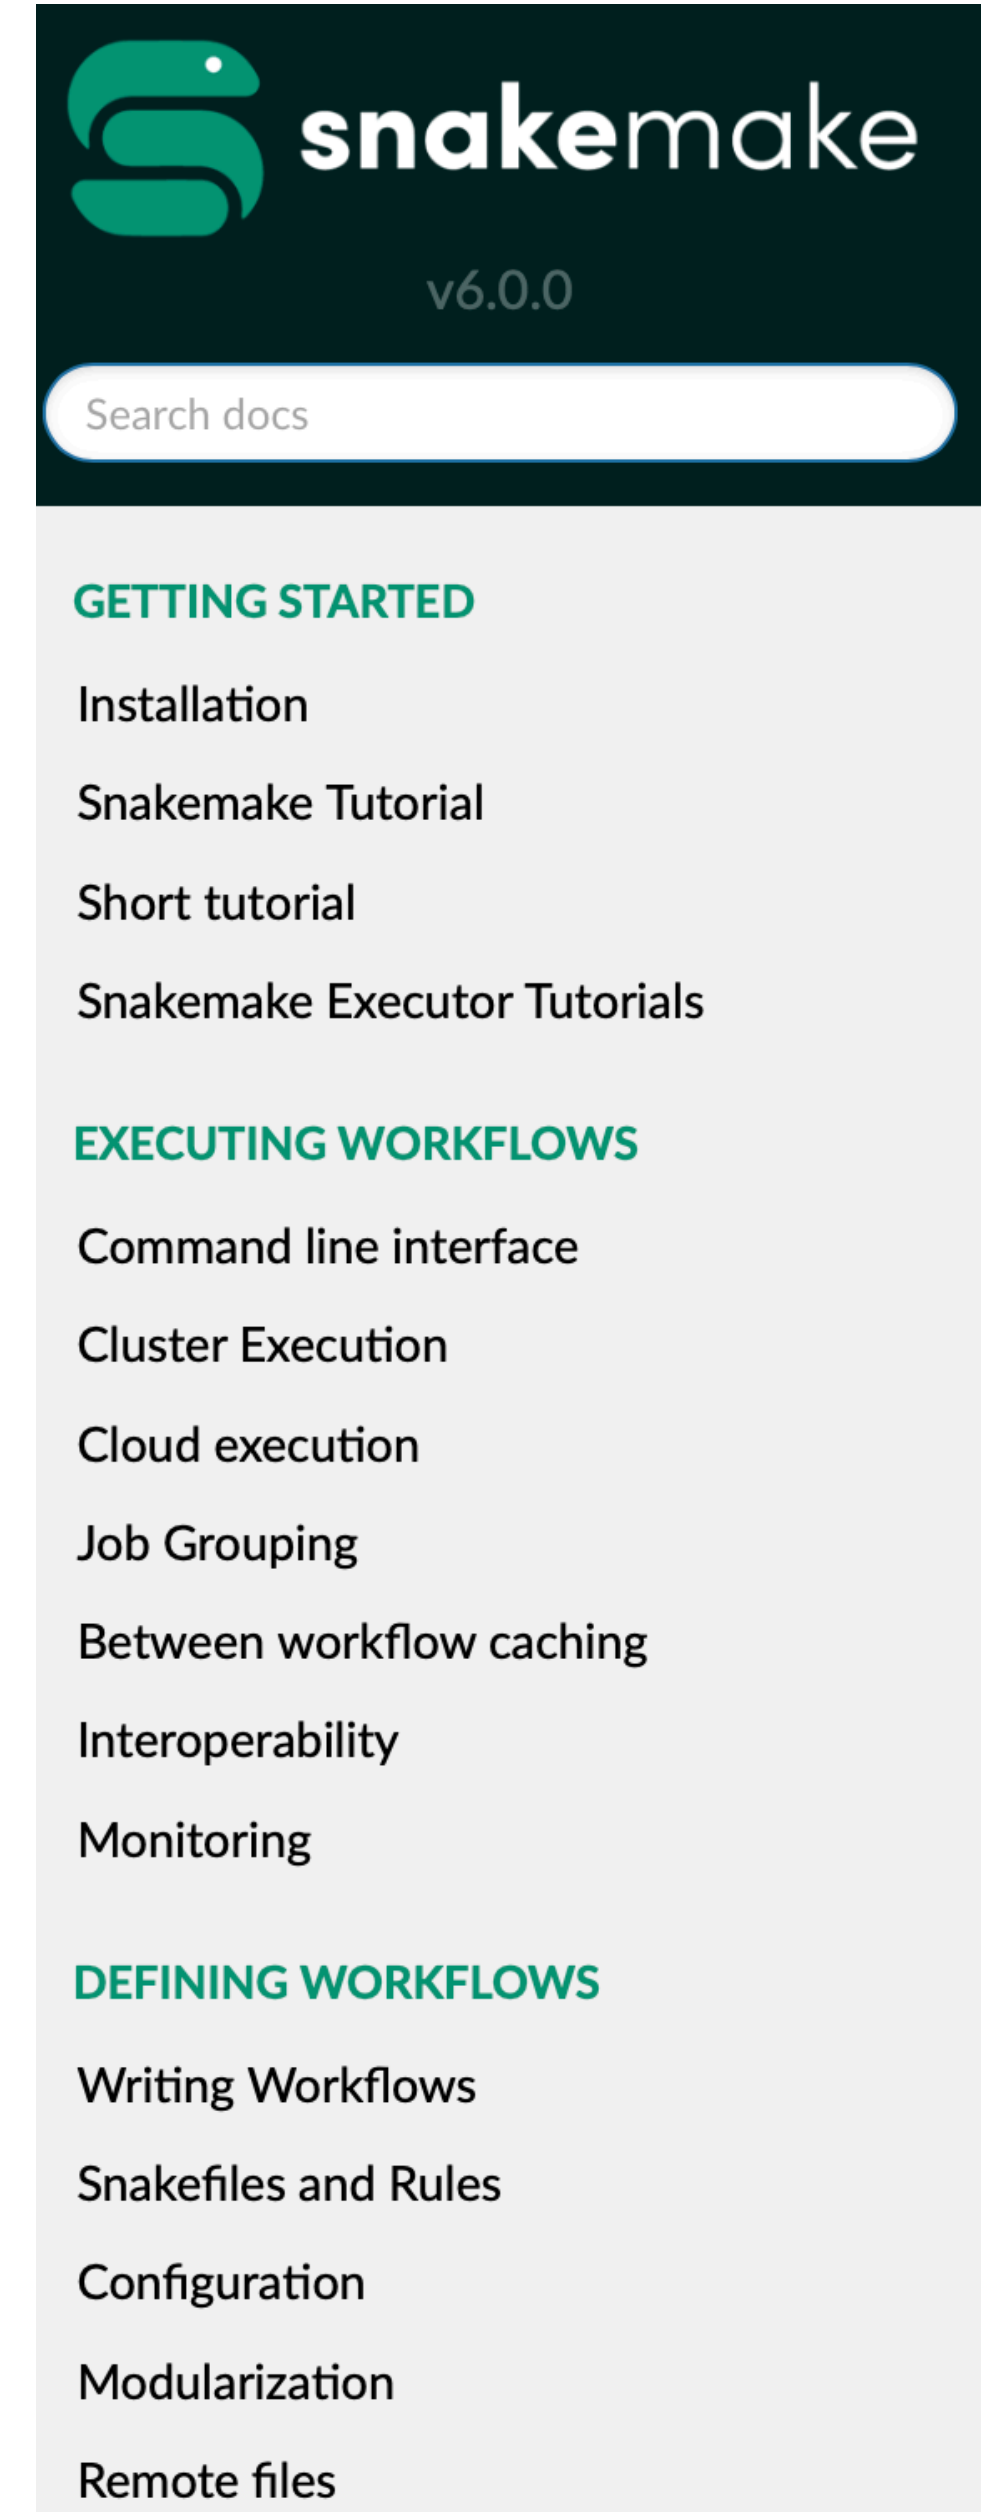 snakemake
v6.0.0
Search docs
GETTING STARTED
Installation
Snakemake Tutorial
Short tutorial
Snakemake Executor Tutorials
EXECUTING WORKFLOWS
Command line interface
Cluster Execution
Cloud execution
Job Grouping
Between workflow caching
Interoperability
Monitoring
DEFINING WORKFLOWS
Writing Workflows
Snakefiles and Rules
Configuration
Modularization
Remote files